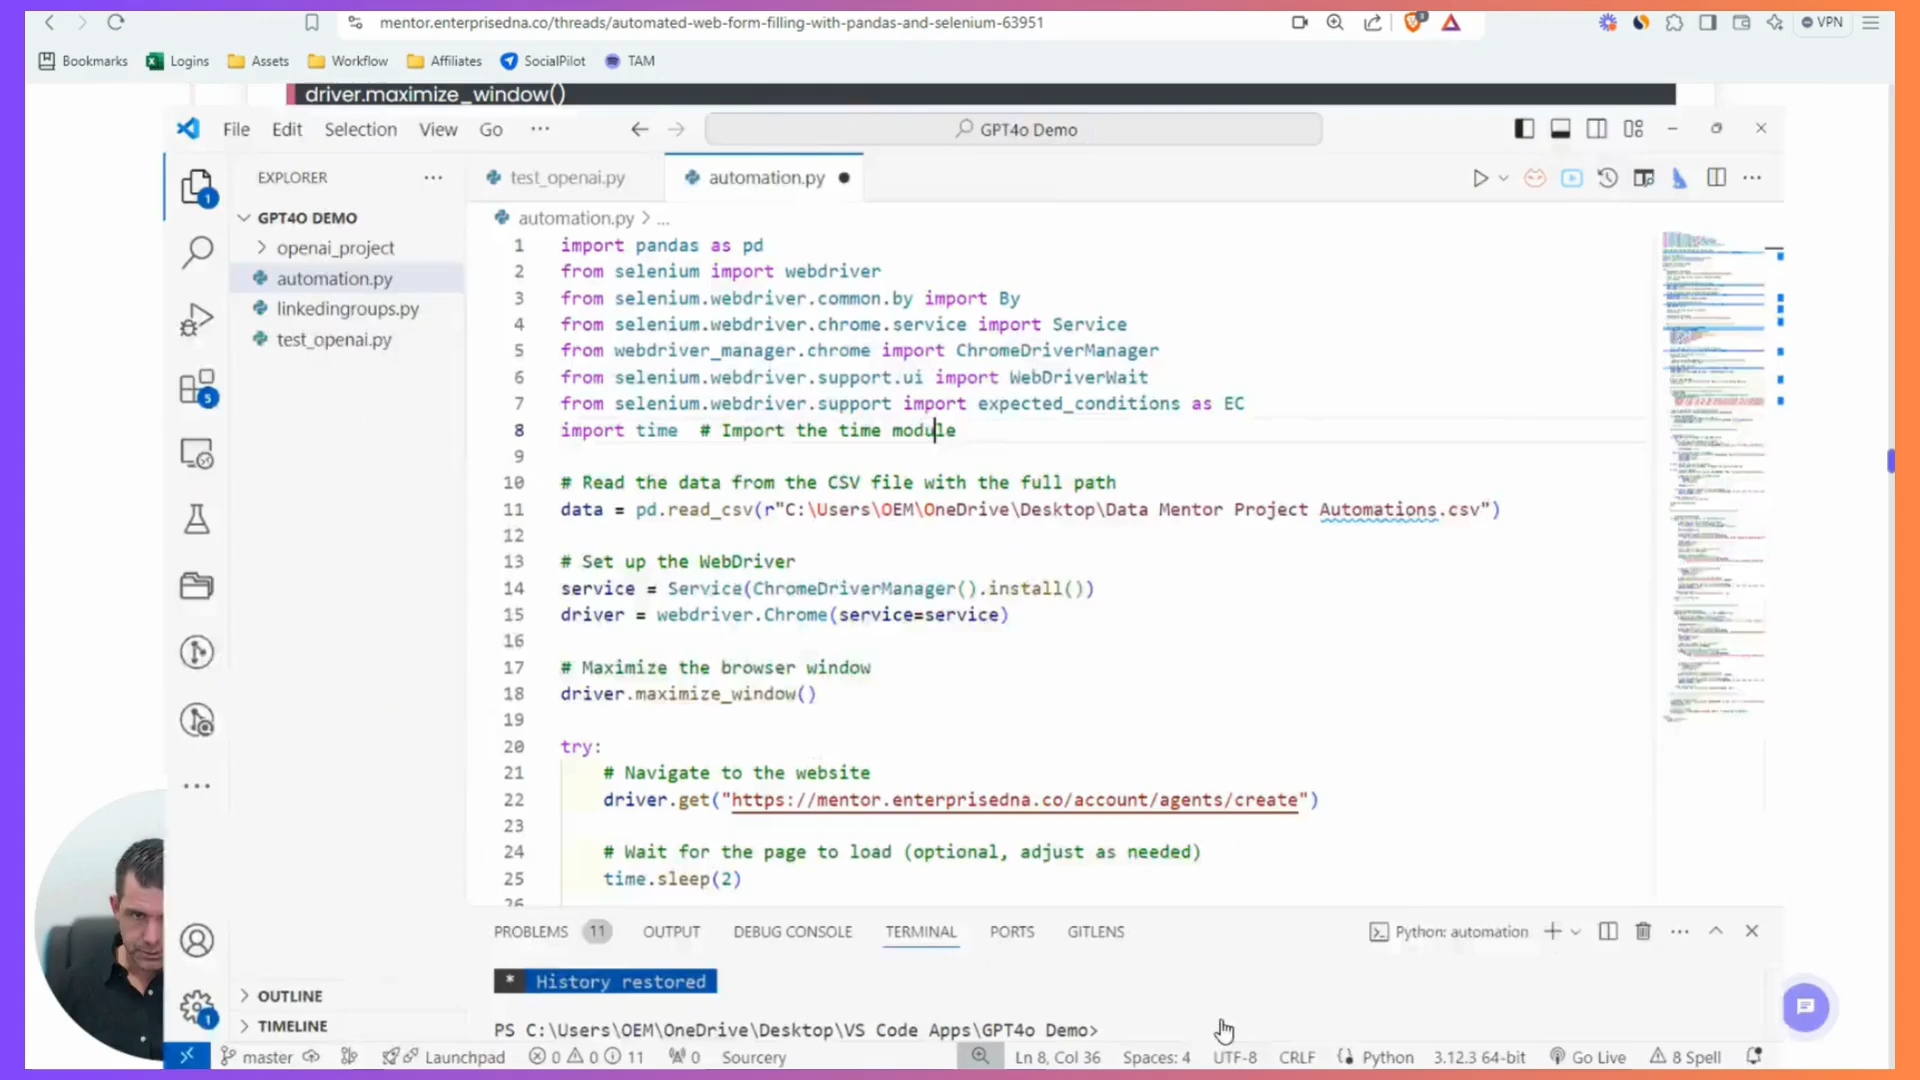 mentor.enterprisedna.co/threads/automated-web-form-filling-with-pandas-and-selenium-63951
VPN
Bookmarks Logins Assets Workflow Affiliates SocialPilot TAM
driver.maximize_window()
File Edit Selection View Go ··· GPT4o Demo
EXPLORER ··· test_openai.py automation.py
GPT4O DEMO
openai_project
automation.py
linkedingroups.py
test_openai.py
1
5
1
automation.py > ...
1 import pandas as pd
2 from selenium import webdriver
3 from selenium.webdriver.common.by import By
4 from selenium.webdriver.chrome.service import Service
5 from webdriver_manager.chrome import ChromeDriverManager
6 from selenium.webdriver.support.ui import WebDriverWait
7 from selenium.webdriver.support import expected_conditions as EC
8 import time # Import the time module
9
10 # Read the data from the CSV file with the full path
11 data = pd.read_csv(r"C:\Users\OEM\OneDrive\Desktop\Data Mentor Project Automations.csv")
12
13 # Set up the WebDriver
14 service = Service(ChromeDriverManager().install())
15 driver = webdriver.Chrome(service=service)
16
17 # Maximize the browser window
18 driver.maximize_window()
19
20 try:
21 # Navigate to the website
22 driver.get("https://mentor.enterprisedna.co/account/agents/create")
23
24 # Wait for the page to load (optional, adjust as needed)
25 time.sleep(2)
26
PROBLEMS 11 OUTPUT DEBUG CONSOLE TERMINAL PORTS GITLENS Python: automation
* History restored
PS C:\Users\OEM\OneDrive\Desktop\VS Code Apps\GPT4o Demo>
OUTLINE
TIMELINE
master Launchpad 0 0 11 0 Sourcery Ln 8, Col 36 Spaces: 4 UTF-8 CRLF Python 3.12.3 64-bit Go Live 8 Spell